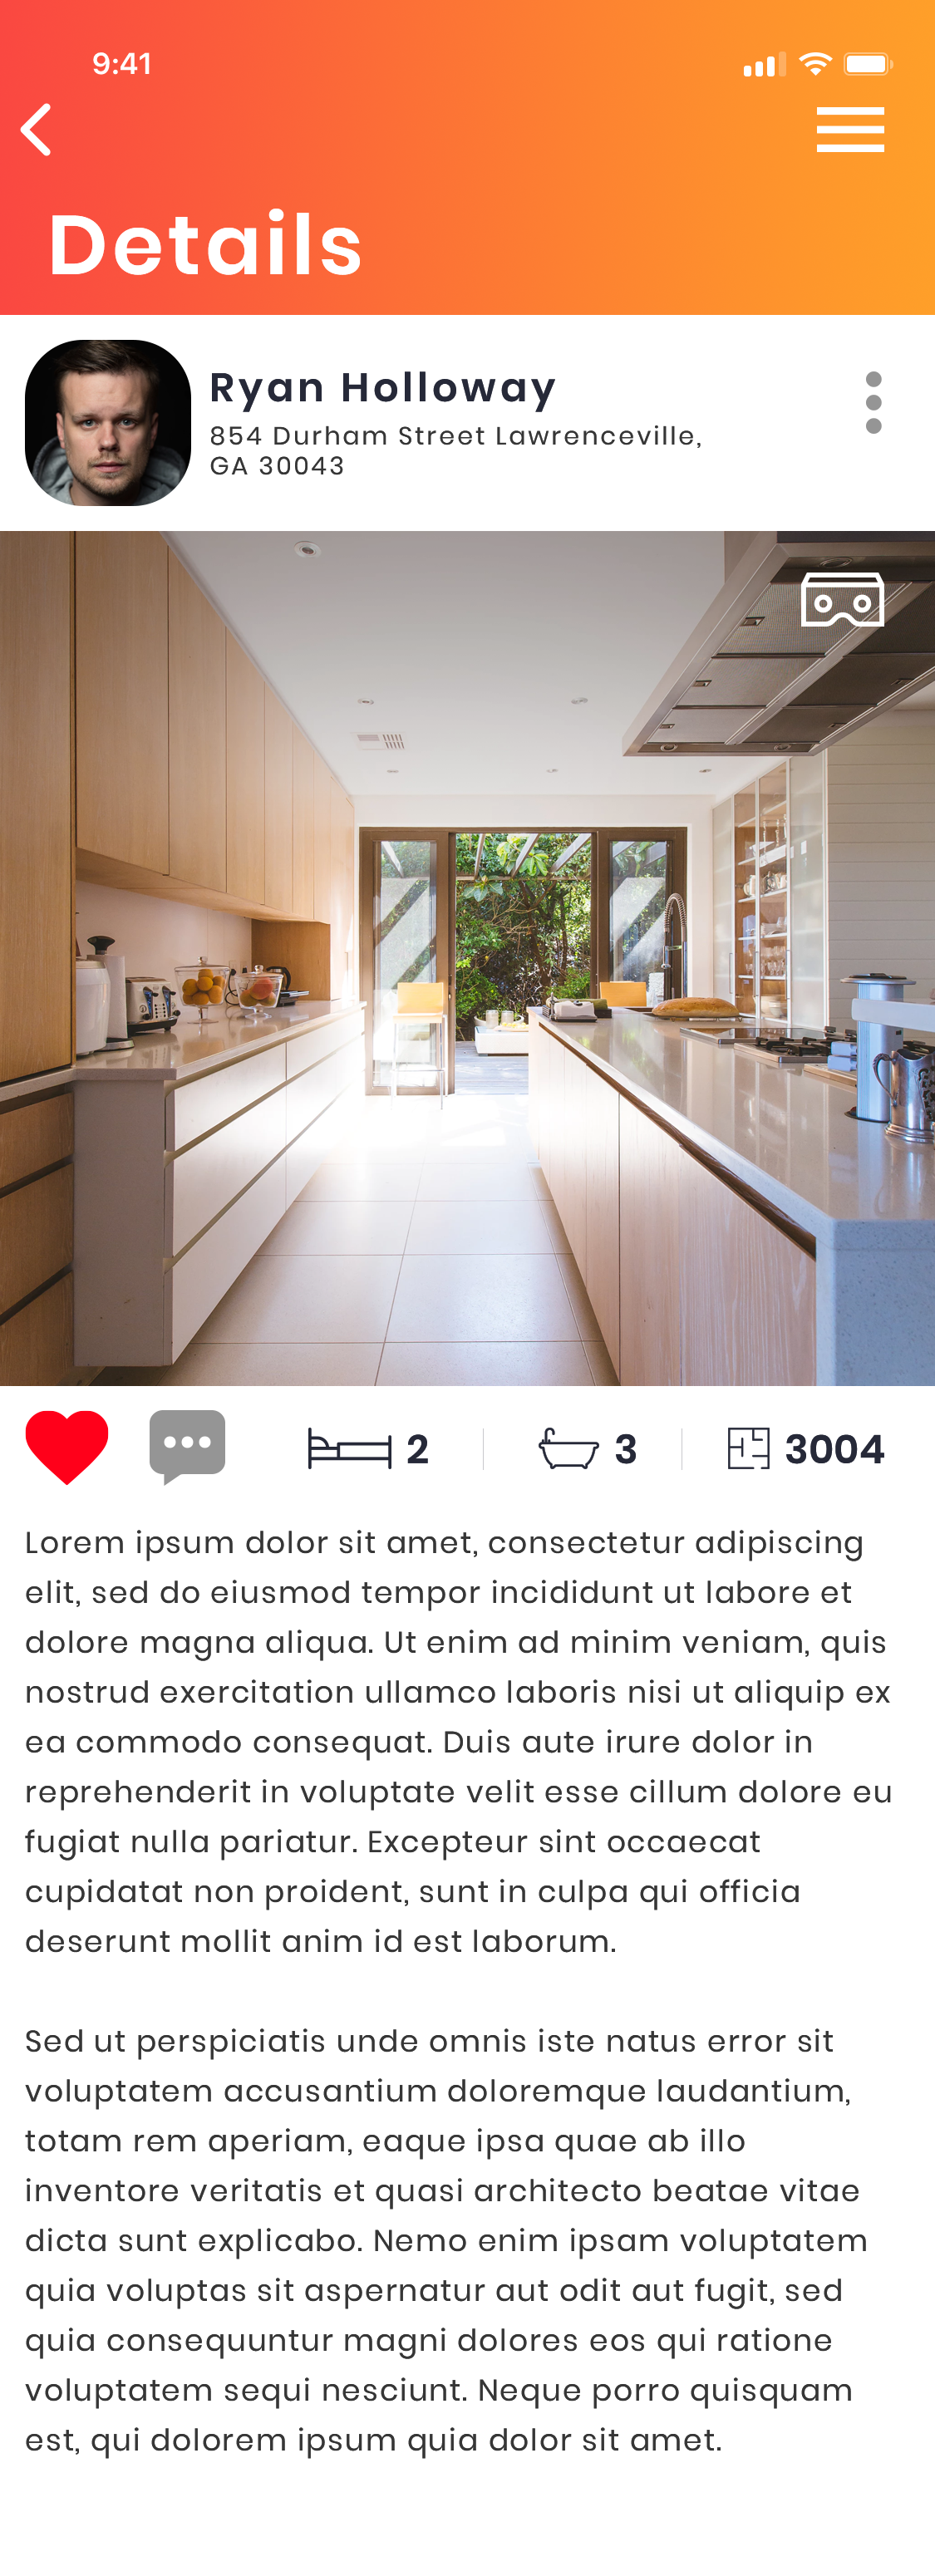 9:41
Details
Ryan Holloway
854 Durham Street Lawrenceville,
GA 30043
2
3
3004
Lorem ipsum dolor sit amet, consectetur adipiscing
elit, sed do eiusmod tempor incididunt ut labore et
dolore magna aliqua. Ut enim ad minim veniam, quis
nostrud exercitation ullamco laboris nisi ut aliquip ex
ea commodo consequat. Duis aute irure dolor in
reprehenderit in voluptate velit esse cillum dolore eu
fugiat nulla pariatur. Excepteur sint occaecat
cupidatat non proident, sunt in culpa qui officia
deserunt mollit anim id est laborum.
Sed ut perspiciatis unde omnis iste natus error sit
voluptatem accusantium doloremque laudantium,
totam rem aperiam, eaque ipsa quae ab illo
inventore veritatis et quasi architecto beatae vitae
dicta sunt explicabo. Nemo enim ipsam voluptatem
quia voluptas sit aspernatur aut odit aut fugit, sed
quia consequuntur magni dolores eos qui ratione
voluptatem sequi nesciunt. Neque porro quisquam
est, qui dolorem ipsum quia dolor sit amet.